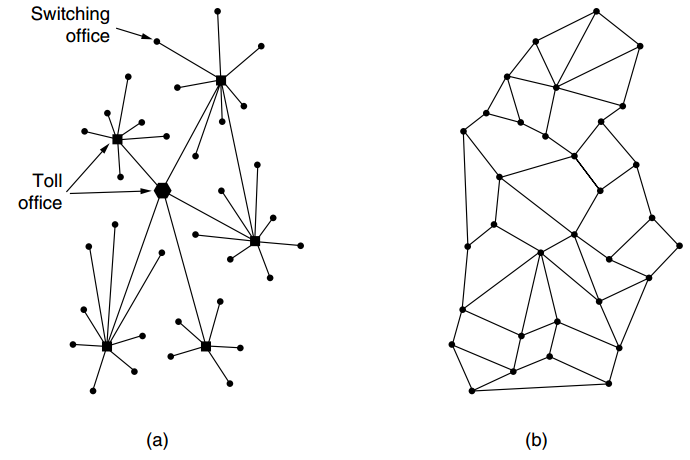 Switching
office
Toll
office
(a)
(b)